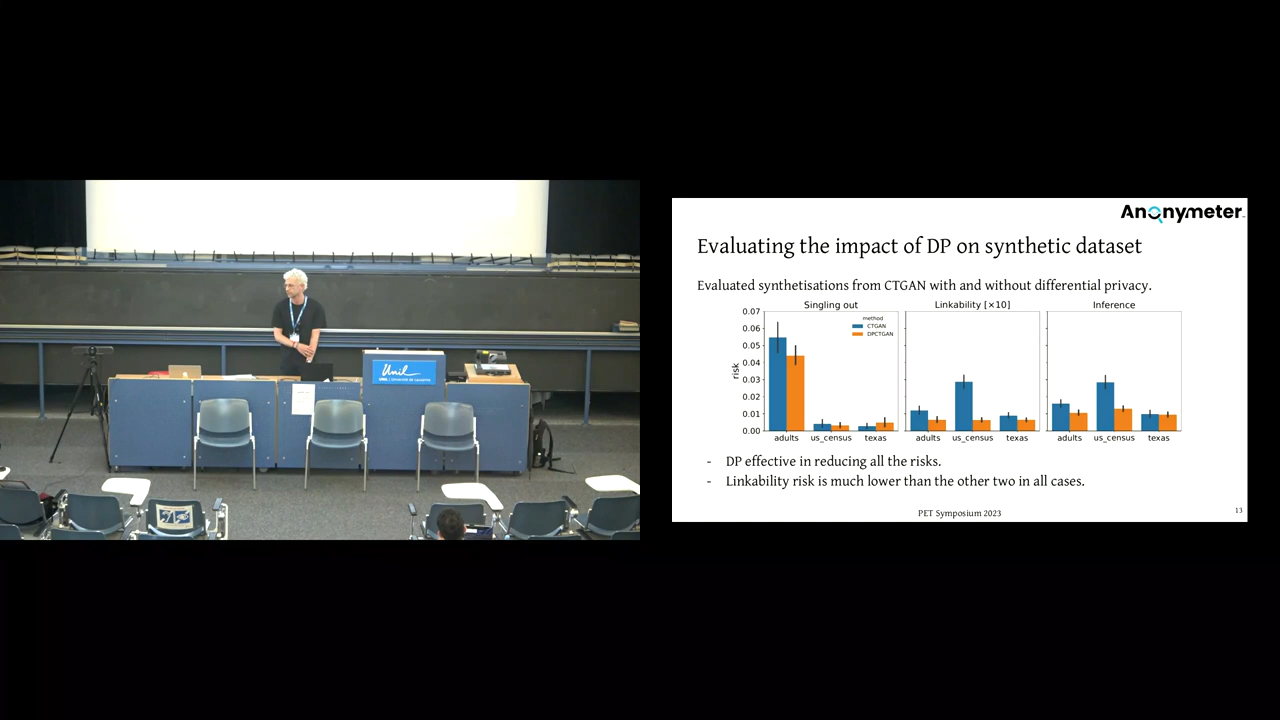 Unil
UNIL | Université de Lausanne
Anonymeter
Evaluating the impact of DP on synthetic dataset
Evaluated synthetisations from CTGAN with and without differential privacy.
Singling out
Linkability [×10]
Inference
method
CTGAN
DPCTGAN
risk
0.07
0.06
0.05
0.04
0.03
0.02
0.01
0.00
adults us_census texas
adults us_census texas
adults us_census texas
- DP effective in reducing all the risks.
- Linkability risk is much lower than the other two in all cases.
PET Symposium 2023
13